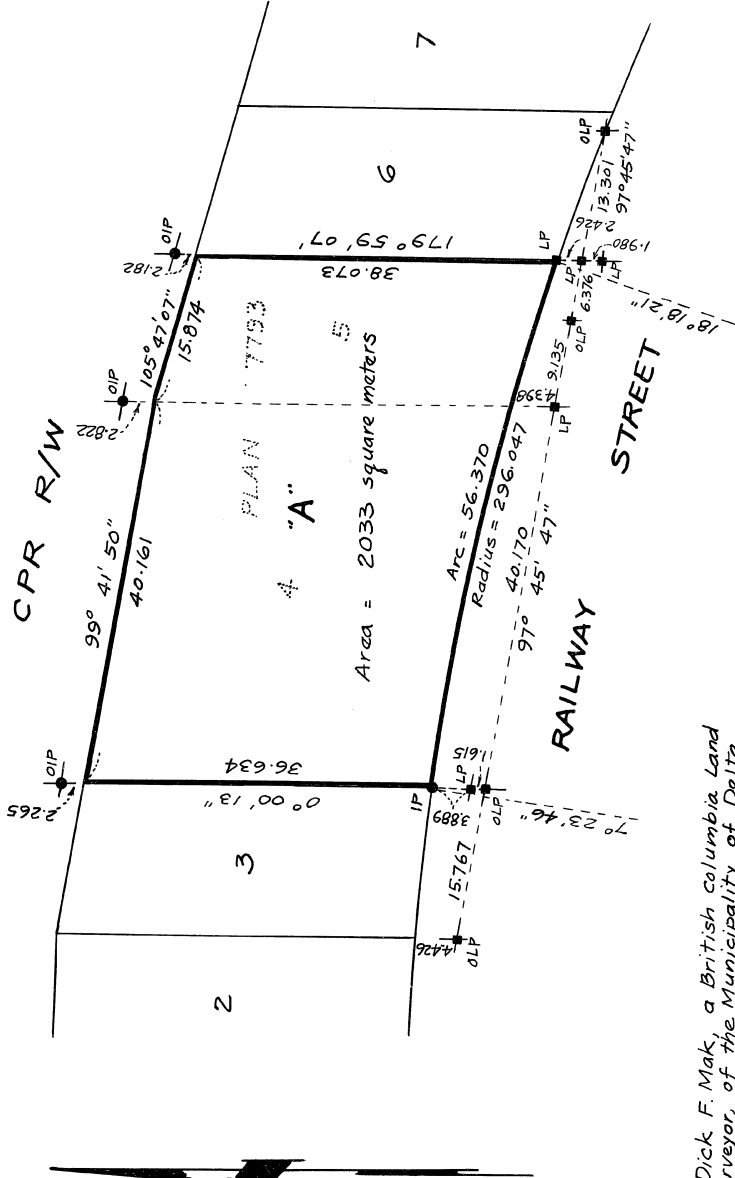 7
6
OIP
2.182
179° 59' 07'
38.073
105° 47' 07"
15.874
OIP
2.822
CPR R/W
99° 41' 50"
40.161
PLAN 7793
4
5
"A"
Area = 2033 square meters
Arc = 56.370
Radius = 296.047
40.170
97° 45' 47"
4.398
LP
9.135
OLP
6.376
LP
LP
LP
2.426
1.980
13.301
97° 45' 47"
OLP
18° 18' 21"
RAILWAY STREET
OIP
2.265
36.634
0° 00' 13"
IP
3.889
LP
1.615
OLP
7° 23' 46"
15.767
4.426
OLP
3
2
Dick F. Mak, a British Columbia Land
rveyor, of the Municipality of Delta